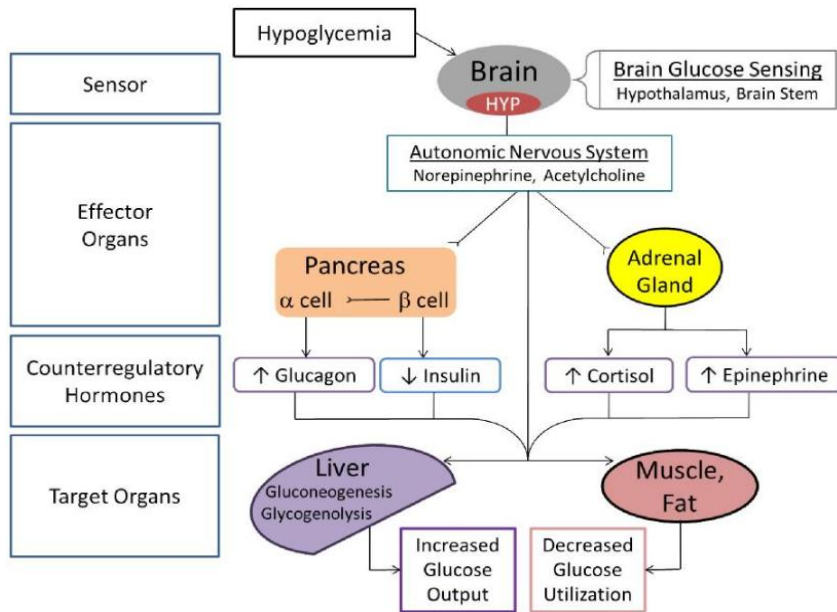 Hypoglycemia
Sensor
Brain
HYP
Brain Glucose Sensing
Hypothalamus, Brain Stem
Autonomic Nervous System
Norepinephrine, Acetylcholine
Effector
Organs
Pancreas
α cell
β cell
Adrenal
Gland
Counterregulatory
Hormones
↑ Glucagon
↓ Insulin
↑ Cortisol
↑ Epinephrine
Target Organs
Liver
Gluconeogenesis
Glycogenolysis
Muscle,
Fat
Increased
Glucose
Output
Decreased
Glucose
Utilization